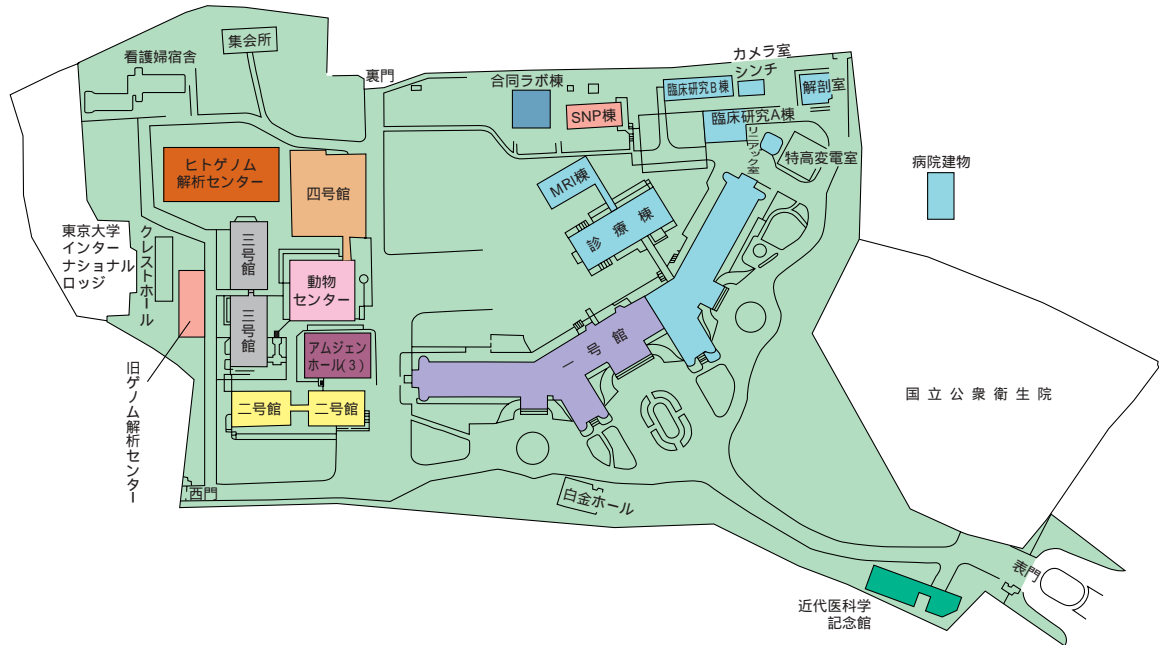 集会所
看護婦宿舎
裏門
合同ラボ棟
SNP棟
カメラ室
シンチ
臨床研究B棟
解剖室
臨床研究A棟
リニアック室
特高変電室
病院建物
ヒトゲノム
解析センター
四号館
MRI棟
診療棟
東京大学
インター
ナショナル
ロッジ
クレストホール
三号館
動物
センター
三号館
アムジェン
ホール(3)
一号館
旧ゲノム解析センター
二号館
二号館
国立公衆衛生院
西門
白金ホール
表門
近代医科学
記念館